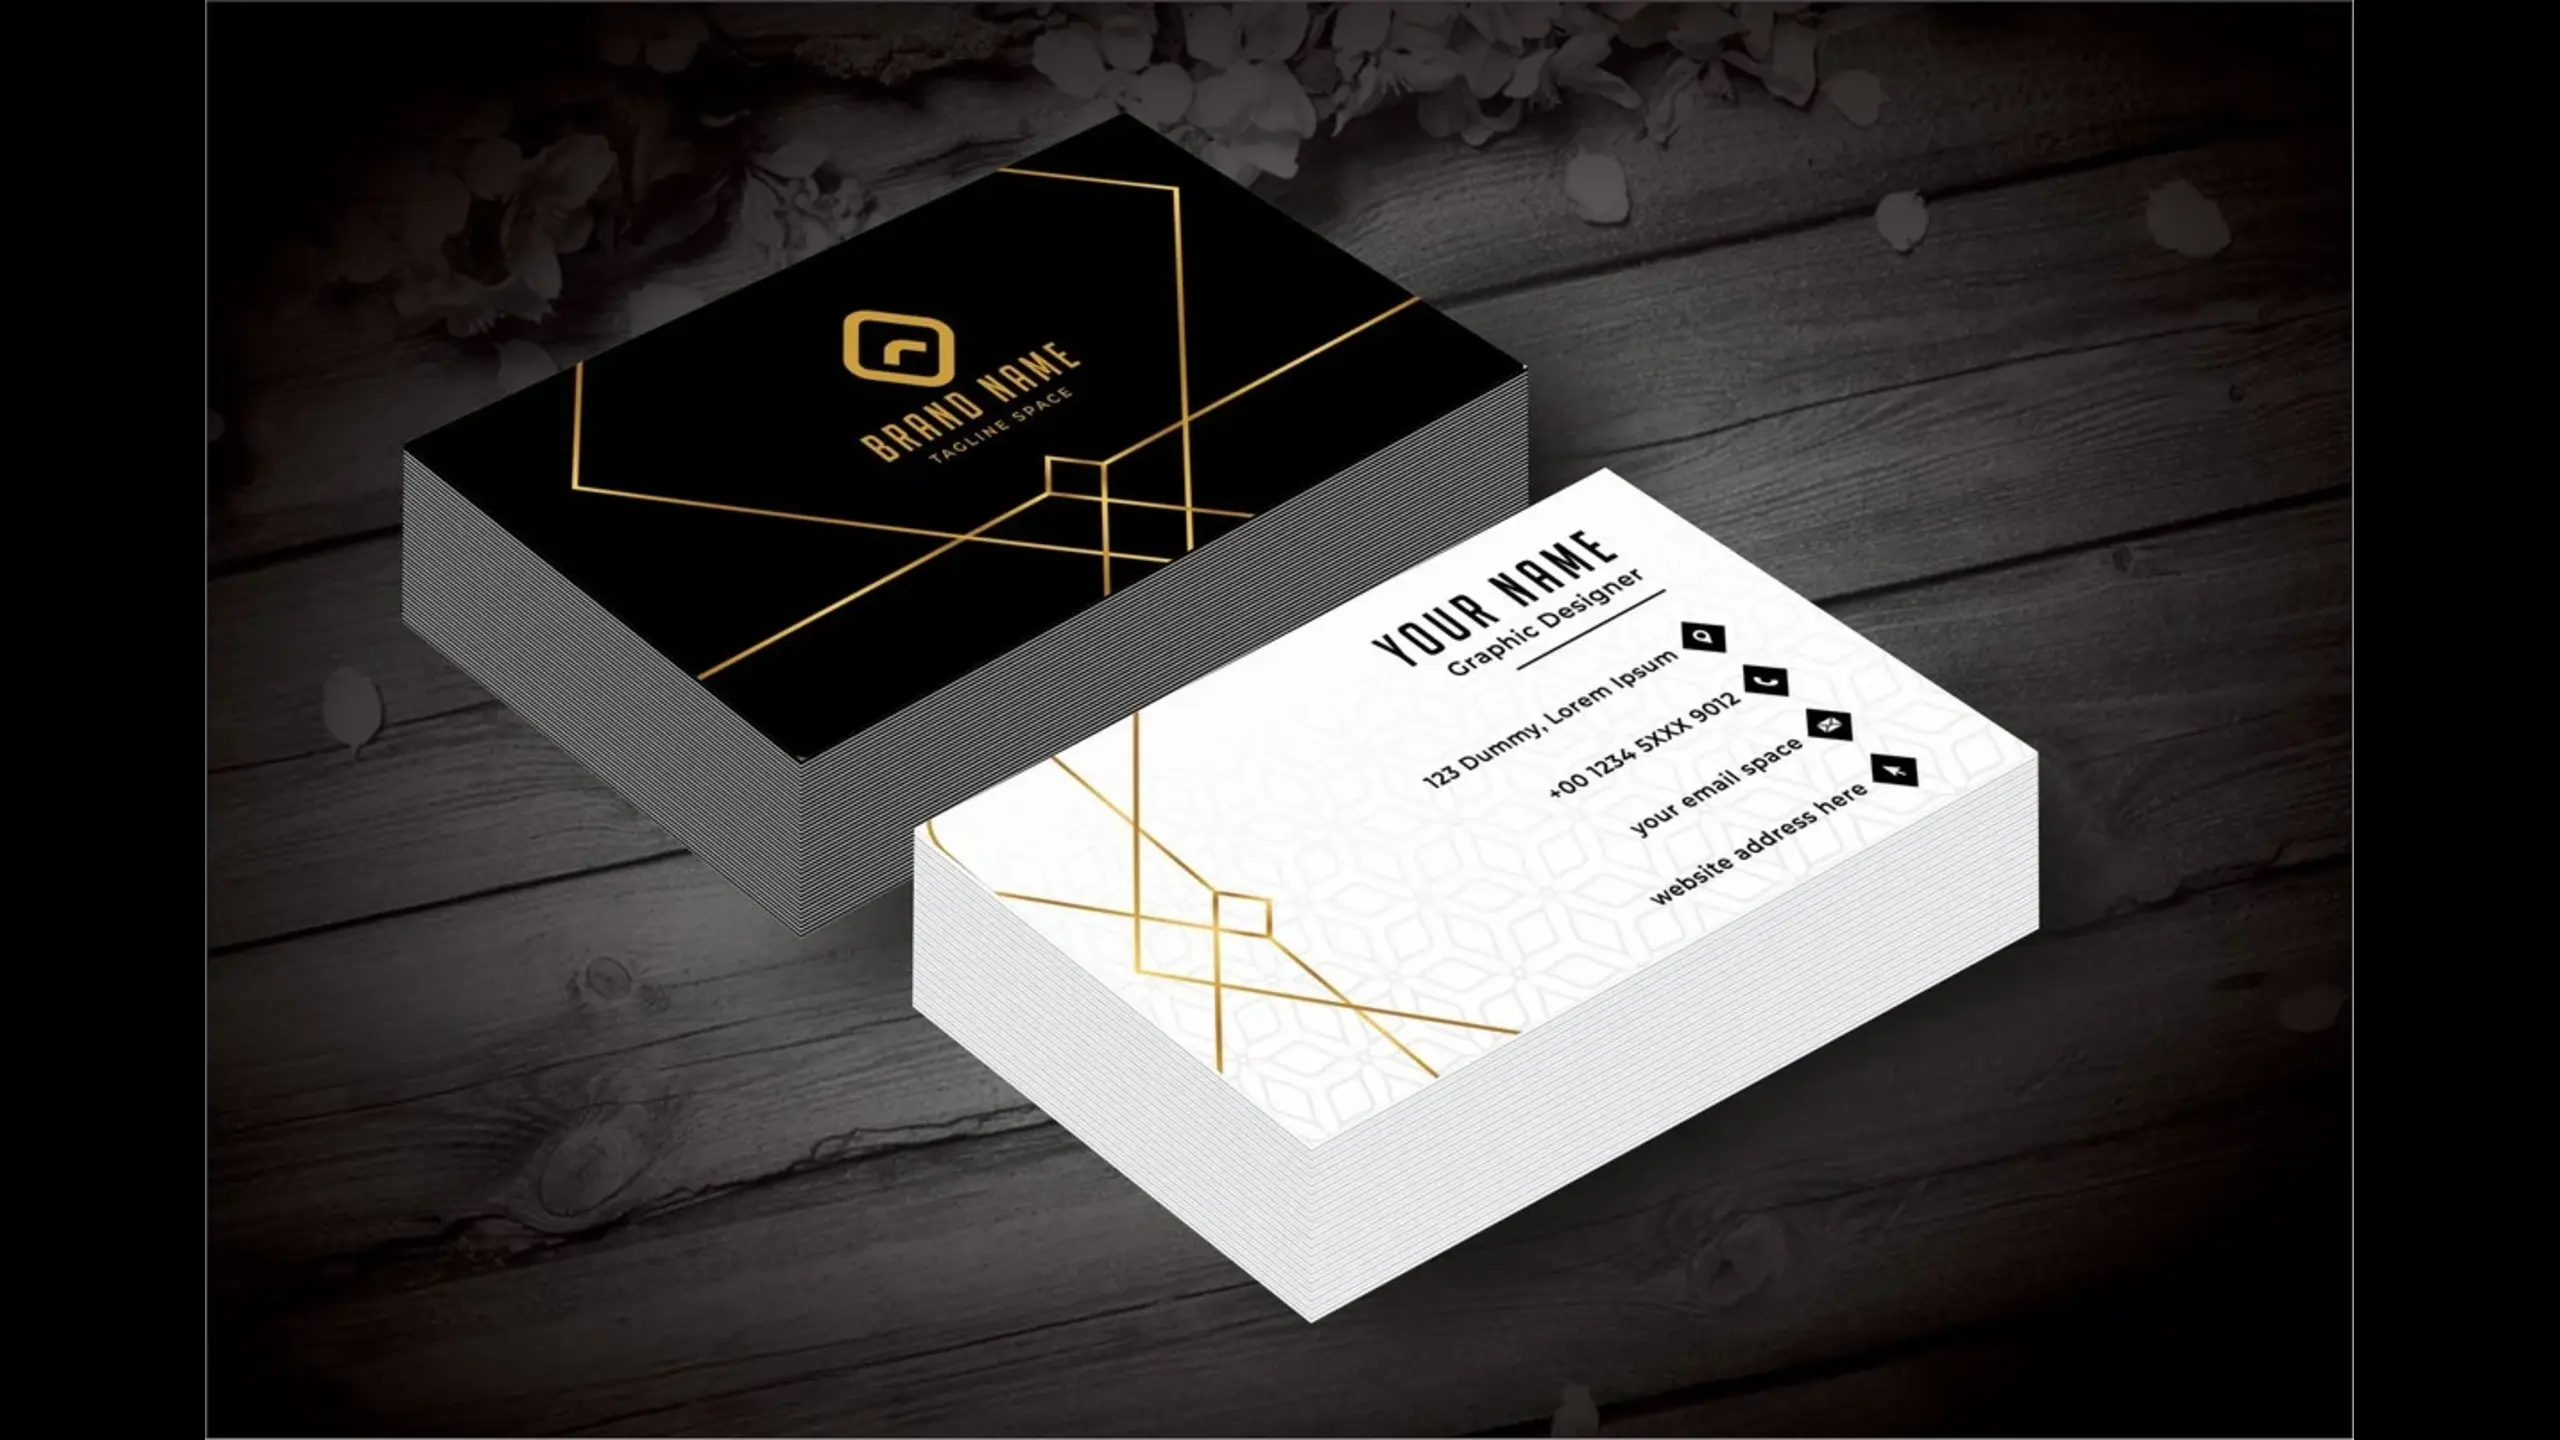 BRAND NAME
TAGLINE SPACE
YOUR NAME
Graphic Designer
123 Dummy, Lorem Ipsum
+00 1234 5XXX 9012
your email space
website address here